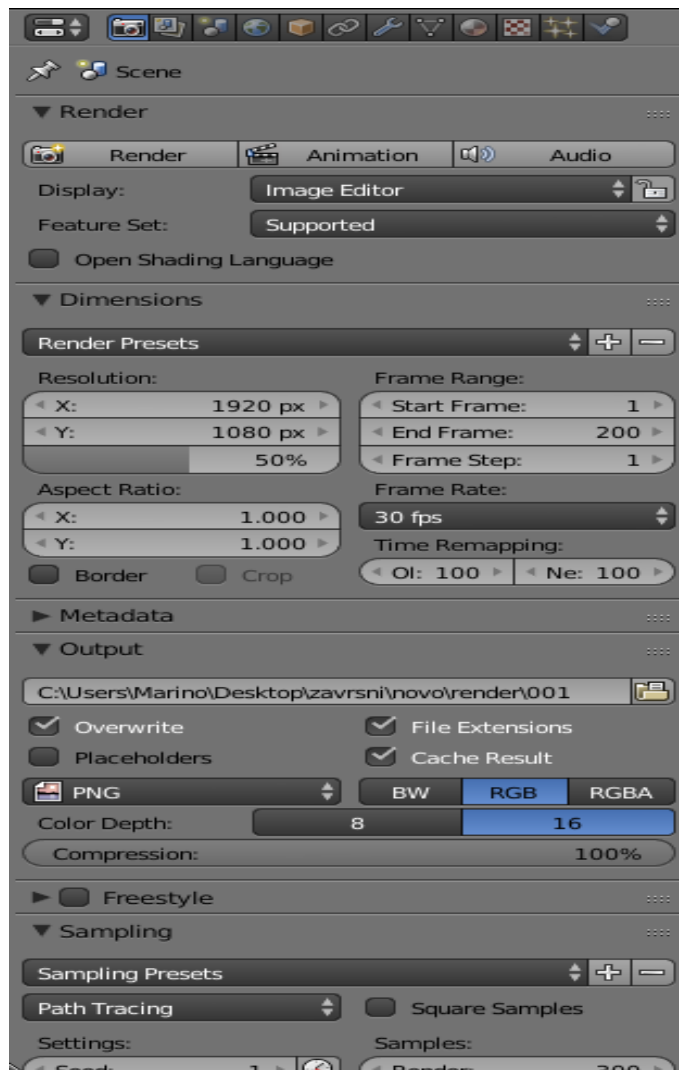 Scene
Render
Render Animation Audio
Display: Image Editor
Feature Set: Supported
Open Shading Language
Dimensions
Render Presets
Resolution: Frame Range:
X: 1920 px Start Frame: 1
Y: 1080 px End Frame: 200
50% Frame Step: 1
Aspect Ratio: Frame Rate:
X: 1.000 30 fps
Y: 1.000 Time Remapping:
Border Crop Ol: 100 Ne: 100
Metadata
Output
C:\Users\Marino\Desktop\zavrsni\novo\render\001
Overwrite File Extensions
Placeholders Cache Result
PNG BW RGB RGBA
Color Depth: 8 16
Compression: 100%
Freestyle
Sampling
Sampling Presets
Path Tracing Square Samples
Settings: Samples:
Seed: 1 Render: 300